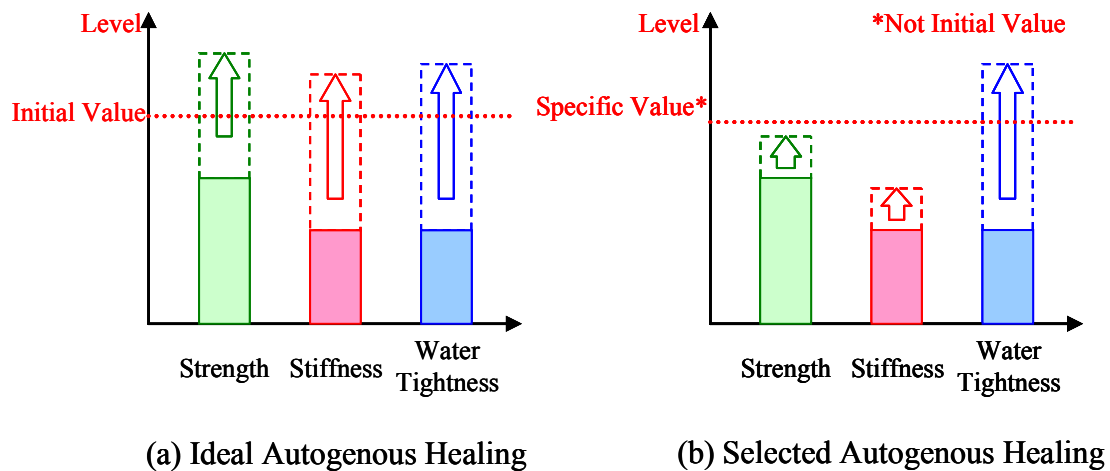 Level
Initial Value
Strength
Stiffness
Water
Tightness
(a) Ideal Autogenous Healing
Level
*Not Initial Value
Specific Value*
Strength
Stiffness
Water
Tightness
(b) Selected Autogenous Healing